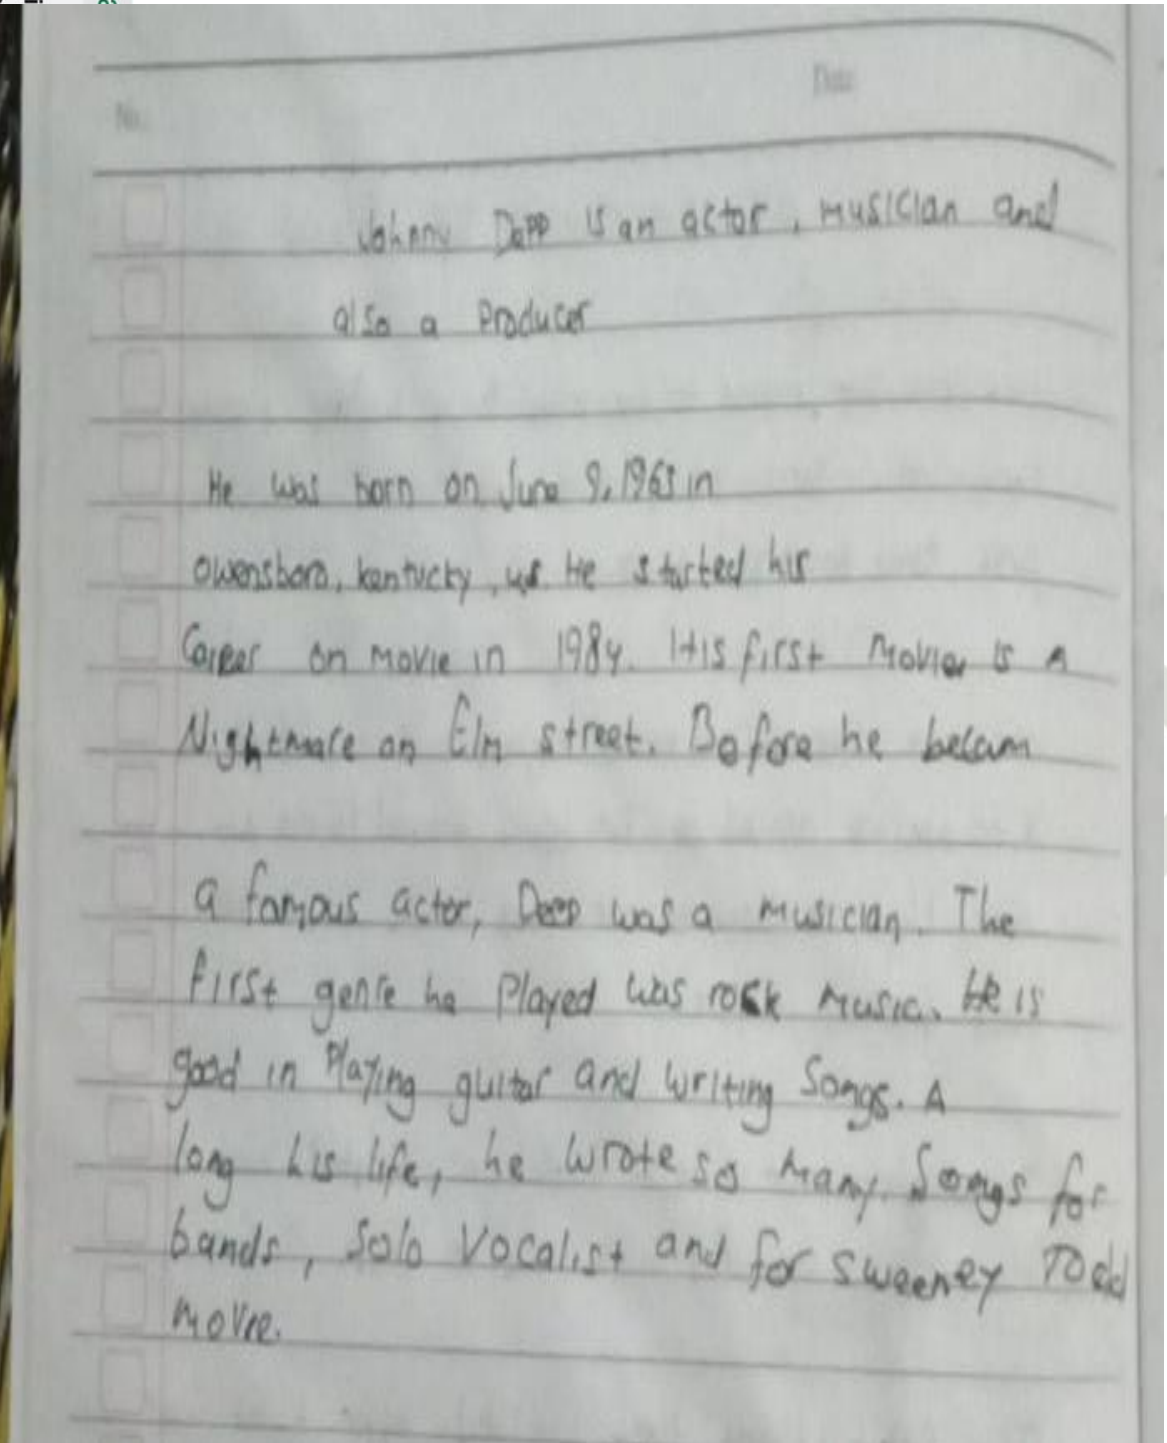 No.
Date
Johnny Depp is an actor, musician and
also a Producer
He was born on June 9, 1963 in
Owensboro, kentucky, us. He started his
Career on movie in 1984. His first Movie is A
Nightmare on Elm street. Before he becam
a famous actor, Deep was a musician. The
first genre he Played was rock Music. He is
good in Playing guitar and writing Songs. A
long his life, he wrote so many Songs for
bands, Solo Vocalist and for sweeney Todd
movie.